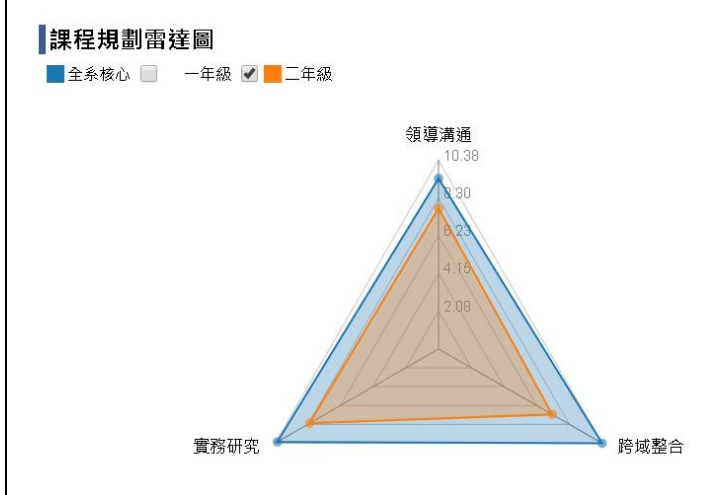 課程規劃雷達圖
全系核心 一年級 二年級
領導溝通
10.38
8.30
6.23
4.15
2.08
實務研究 跨域整合